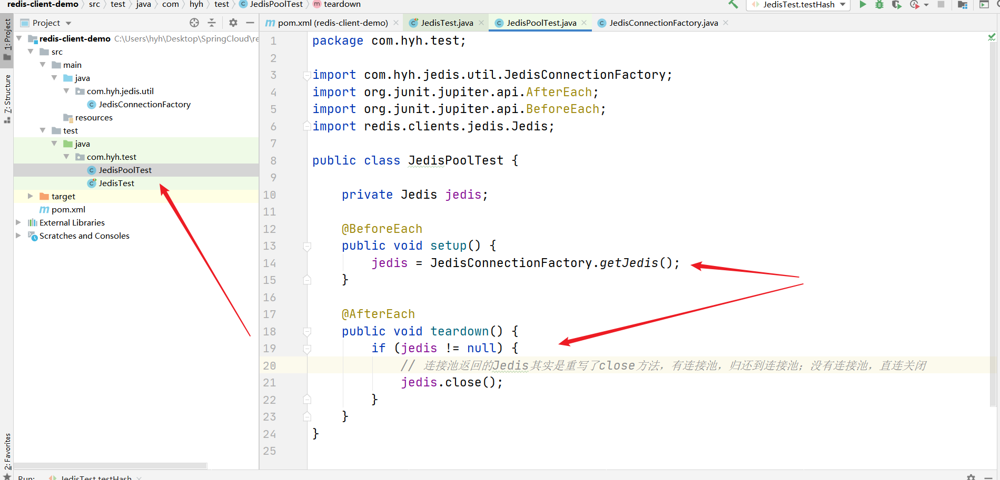 redis-client-demo src test java com hyh test JedisPoolTest teardown
JedisTest.testHash
Project
pom.xml (redis-client-demo) JedisTest.java JedisPoolTest.java JedisConnectionFactory.java
1: Project
7: Structure
2: Favorites
redis-client-demo C:\Users\hyh\Desktop\SpringCloud\re
src
main
java
com.hyh.jedis.util
JedisConnectionFactory
resources
test
java
com.hyh.test
JedisPoolTest
JedisTest
target
pom.xml
External Libraries
Scratches and Consoles
1 package com.hyh.test;
2
3 import com.hyh.jedis.util.JedisConnectionFactory;
4 import org.junit.jupiter.api.AfterEach;
5 import org.junit.jupiter.api.BeforeEach;
6 import redis.clients.jedis.Jedis;
7
8 public class JedisPoolTest {
9
10 private Jedis jedis;
11
12 @BeforeEach
13 public void setup() {
14 jedis = JedisConnectionFactory.getJedis();
15 }
16
17 @AfterEach
18 public void teardown() {
19 if (jedis != null) {
20 // 连接池返回的Jedis其实是重写了close方法，有连接池，归还到连接池；没有连接池，直连关闭
21 jedis.close();
22 }
23 }
24 }
25
Run: JedisTest.testHash